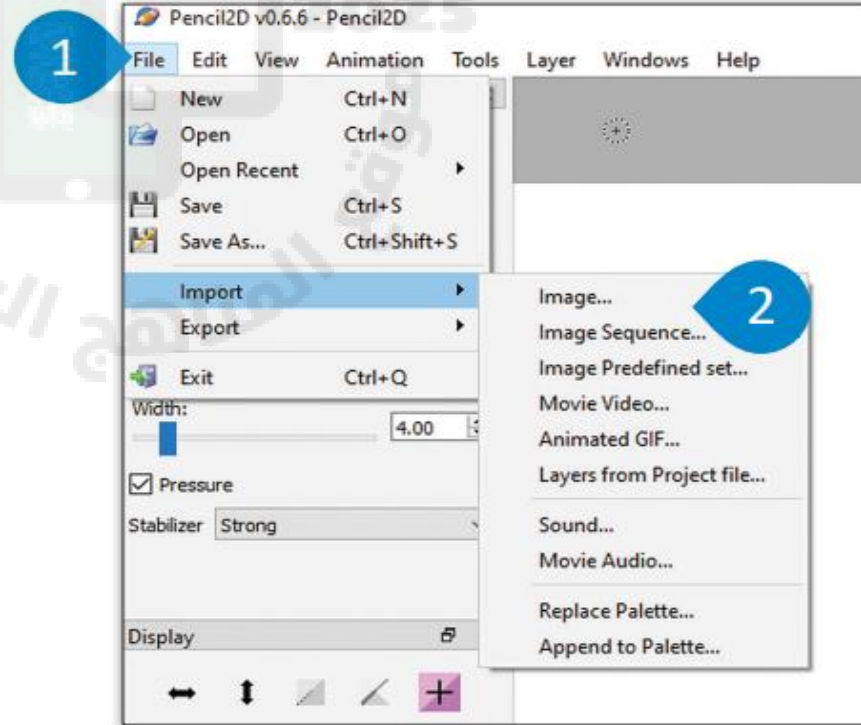 Pencil2D v0.6.6 - Pencil2D
1
File Edit View Animation Tools Layer Windows Help
New Ctrl+N
Open Ctrl+O
Open Recent
Save Ctrl+S
Save As... Ctrl+Shift+S
Import
Export
Exit Ctrl+Q
2
Image...
Image Sequence...
Image Predefined set...
Movie Video...
Animated GIF...
Layers from Project file...
Sound...
Movie Audio...
Replace Palette...
Append to Palette...
Width:
4.00
Pressure
Stabilizer Strong
Display
2025
موقع
المناهج